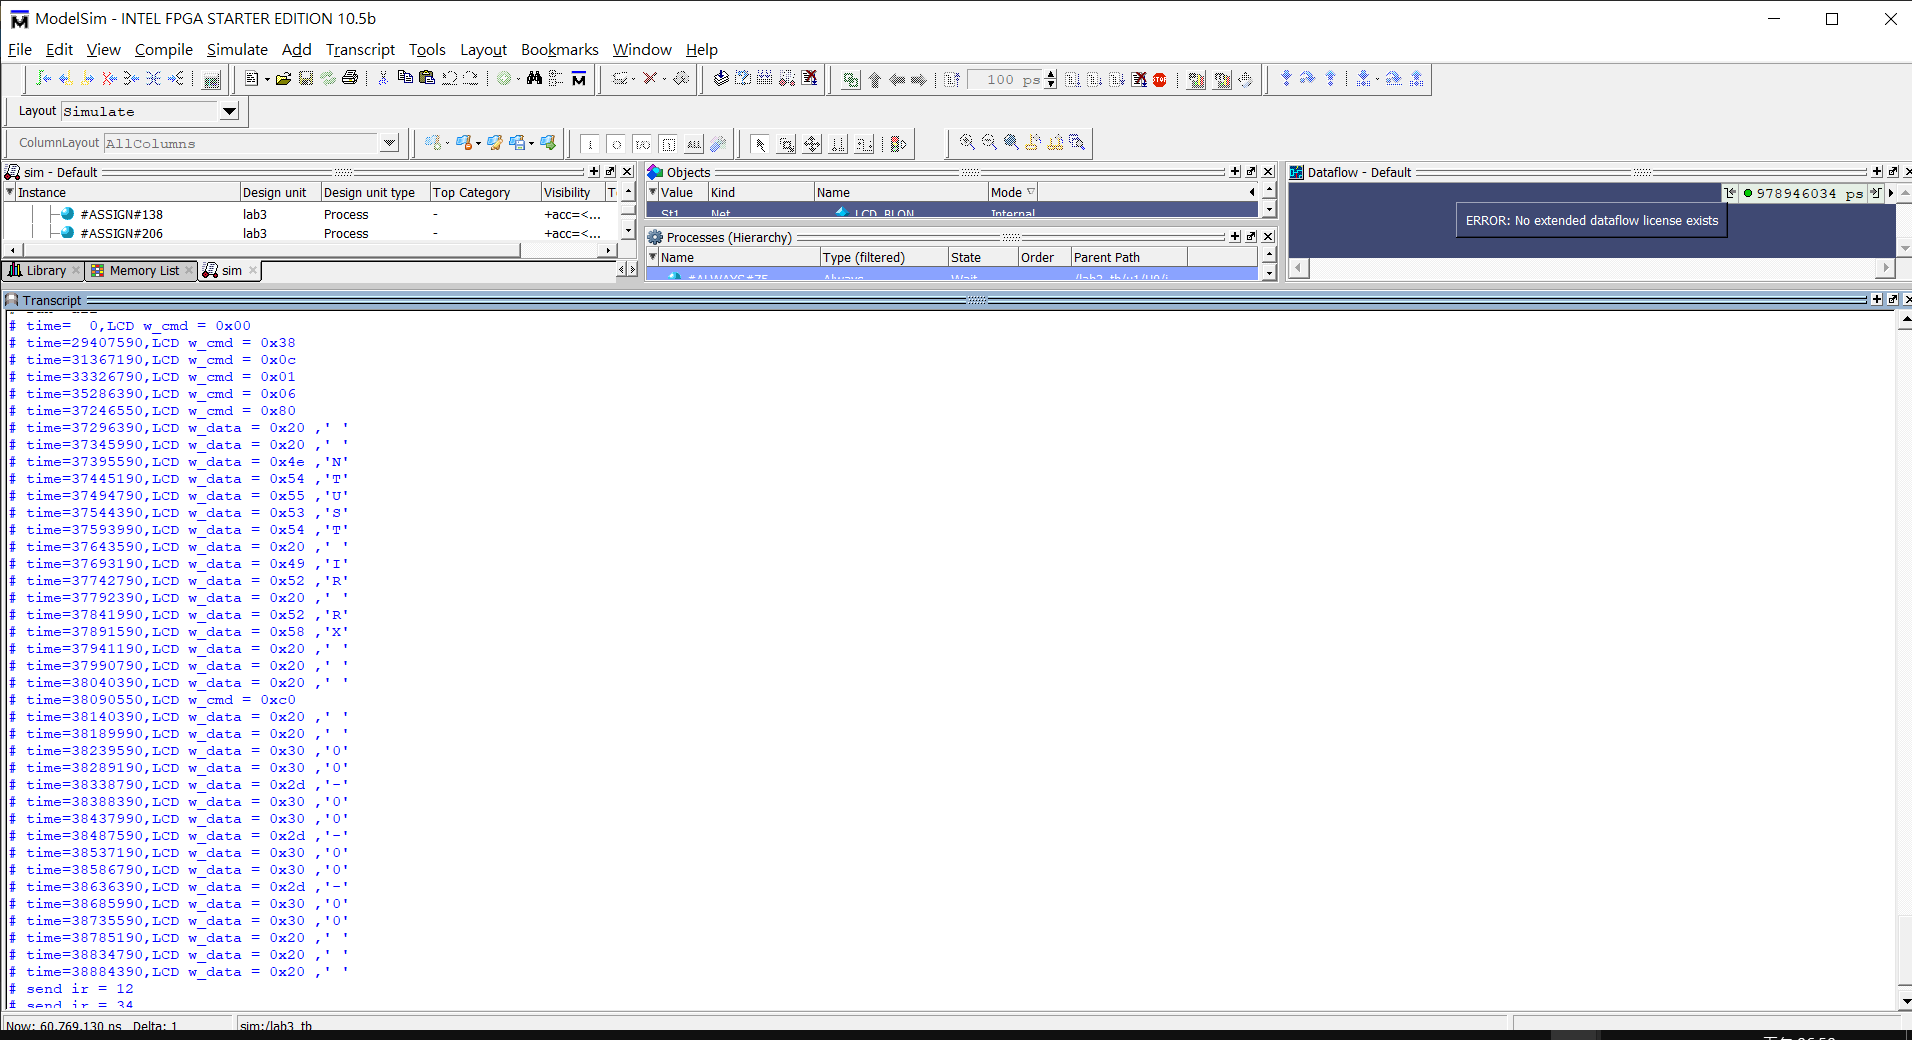 ModelSim - INTEL FPGA STARTER EDITION 10.5b
File Edit View Compile Simulate Add Transcript Tools Layout Bookmarks Window Help
100 ps
Layout Simulate
ColumnLayout AllColumns
sim - Default
Instance Design unit Design unit type Top Category Visibility
#ASSIGN#138 lab3 Process - +acc=<...
#ASSIGN#206 lab3 Process - +acc=<...
Library Memory List sim
Objects
Value Kind Name Mode
St1 Net LCD_BLON Internal
Processes (Hierarchy)
Name Type (filtered) State Order Parent Path
#ALWAYS#75 Always Wait
Dataflow - Default
978946034 ps
ERROR: No extended dataflow license exists
Transcript
# time=  0,LCD w_cmd = 0x00
# time=29407590,LCD w_cmd = 0x38
# time=31367190,LCD w_cmd = 0x0c
# time=33326790,LCD w_cmd = 0x01
# time=35286390,LCD w_cmd = 0x06
# time=37246550,LCD w_cmd = 0x80
# time=37296390,LCD w_data = 0x20 ,' '
# time=37345990,LCD w_data = 0x20 ,' '
# time=37395590,LCD w_data = 0x4e ,'N'
# time=37445190,LCD w_data = 0x54 ,'T'
# time=37494790,LCD w_data = 0x55 ,'U'
# time=37544390,LCD w_data = 0x53 ,'S'
# time=37593990,LCD w_data = 0x54 ,'T'
# time=37643590,LCD w_data = 0x20 ,' '
# time=37693190,LCD w_data = 0x49 ,'I'
# time=37742790,LCD w_data = 0x52 ,'R'
# time=37792390,LCD w_data = 0x20 ,' '
# time=37841990,LCD w_data = 0x52 ,'R'
# time=37891590,LCD w_data = 0x58 ,'X'
# time=37941190,LCD w_data = 0x20 ,' '
# time=37990790,LCD w_data = 0x20 ,' '
# time=38040390,LCD w_data = 0x20 ,' '
# time=38090550,LCD w_cmd = 0xc0
# time=38140390,LCD w_data = 0x20 ,' '
# time=38189990,LCD w_data = 0x20 ,' '
# time=38239590,LCD w_data = 0x30 ,'0'
# time=38289190,LCD w_data = 0x30 ,'0'
# time=38338790,LCD w_data = 0x2d ,'-'
# time=38388390,LCD w_data = 0x30 ,'0'
# time=38437990,LCD w_data = 0x30 ,'0'
# time=38487590,LCD w_data = 0x2d ,'-'
# time=38537190,LCD w_data = 0x30 ,'0'
# time=38586790,LCD w_data = 0x30 ,'0'
# time=38636390,LCD w_data = 0x2d ,'-'
# time=38685990,LCD w_data = 0x30 ,'0'
# time=38735590,LCD w_data = 0x30 ,'0'
# time=38785190,LCD w_data = 0x20 ,' '
# time=38834790,LCD w_data = 0x20 ,' '
# time=38884390,LCD w_data = 0x20 ,' '
# send ir = 12
# send ir = 34
Now: 60,769,130 ns Delta: 1 sim:/lab3_tb